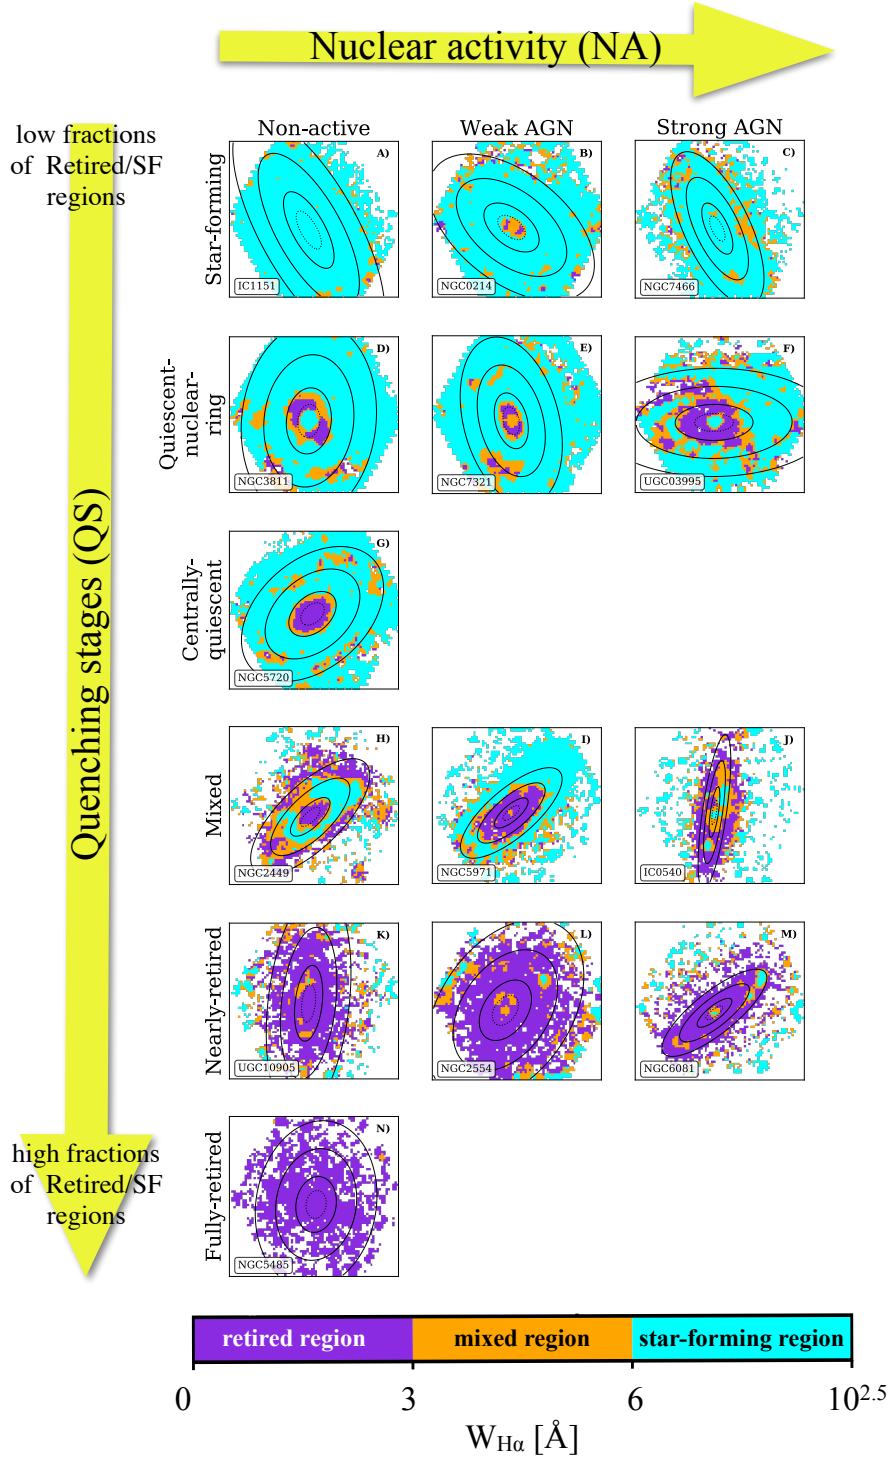 Nuclear activity (NA)
low fractions
of Retired/SF
regions
Quenching stages (QS)
high fractions
of Retired/SF
regions
Non-active
Weak AGN
Strong AGN
Star-forming
A)
IC1151
B)
NGC0214
C)
NGC7466
Quiescent-
nuclear-
ring
D)
NGC3811
E)
NGC7321
F)
UGC03995
Centrally-
quiescent
G)
NGC5720
Mixed
H)
NGC2449
I)
NGC5971
J)
IC0540
Nearly-retired
K)
UGC10905
L)
NGC2554
M)
NGC6081
Fully-retired
N)
NGC5485
retired region
mixed region
star-forming region
0 3 6 10^2.5
W_Hα [Å]